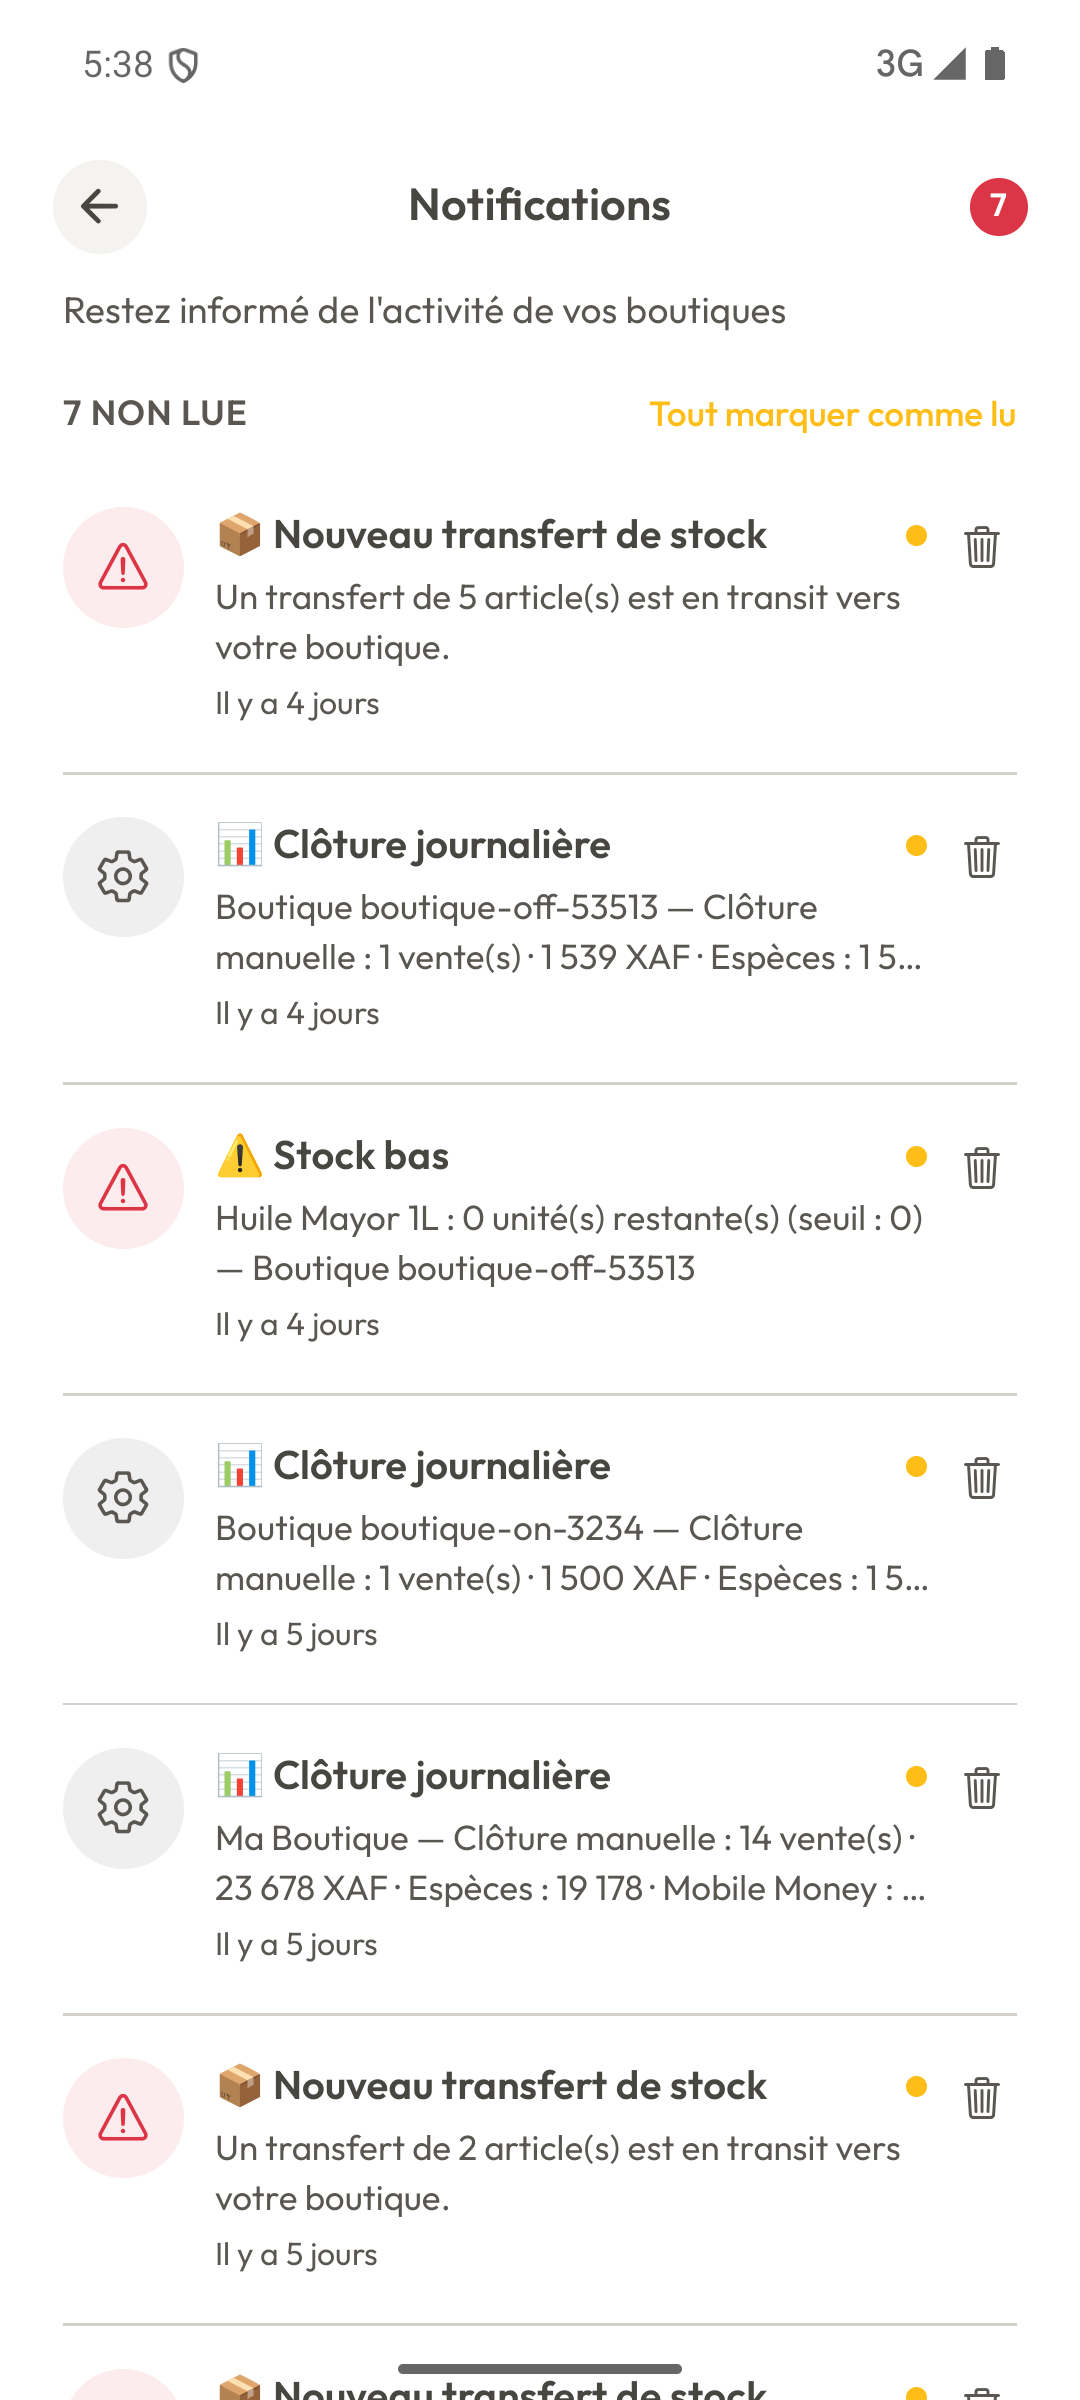 5:38
3G
Notifications
7
Restez informé de l'activité de vos boutiques
7 NON LUE
Tout marquer comme lu
📦 Nouveau transfert de stock
Un transfert de 5 article(s) est en transit vers
votre boutique.
Il y a 4 jours
📊 Clôture journalière
Boutique boutique-off-53513 — Clôture
manuelle : 1 vente(s) · 1 539 XAF · Espèces : 1 5...
Il y a 4 jours
⚠️ Stock bas
Huile Mayor 1L : 0 unité(s) restante(s) (seuil : 0)
— Boutique boutique-off-53513
Il y a 4 jours
📊 Clôture journalière
Boutique boutique-on-3234 — Clôture
manuelle : 1 vente(s) · 1 500 XAF · Espèces : 1 5...
Il y a 5 jours
📊 Clôture journalière
Ma Boutique — Clôture manuelle : 14 vente(s) ·
23 678 XAF · Espèces : 19 178 · Mobile Money : ...
Il y a 5 jours
📦 Nouveau transfert de stock
Un transfert de 2 article(s) est en transit vers
votre boutique.
Il y a 5 jours
📦 Nouveau transfert de stock